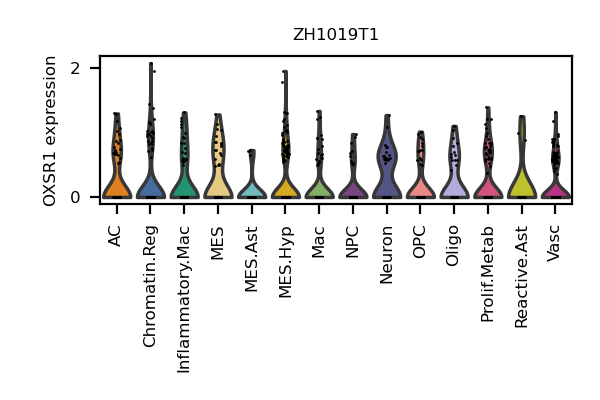 ZH1019T1
OXSR1 expression
2
0
AC
Chromatin.Reg
Inflammatory.Mac
MES
MES.Ast
MES.Hyp
Mac
NPC
Neuron
OPC
Oligo
Prolif.Metab
Reactive.Ast
Vasc